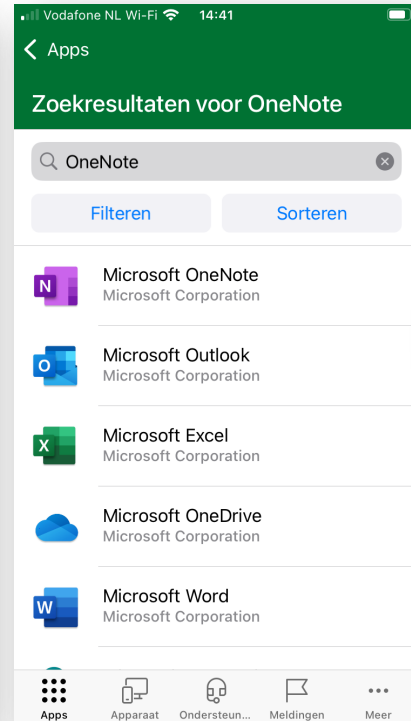 Vodafone NL Wi-Fi 14:41
Apps
Zoekresultaten voor OneNote
OneNote
Filteren Sorteren
N
Microsoft OneNote
Microsoft Corporation
O
Microsoft Outlook
Microsoft Corporation
X
Microsoft Excel
Microsoft Corporation
Microsoft OneDrive
Microsoft Corporation
W
Microsoft Word
Microsoft Corporation
Apps Apparaat Ondersteun... Meldingen Meer